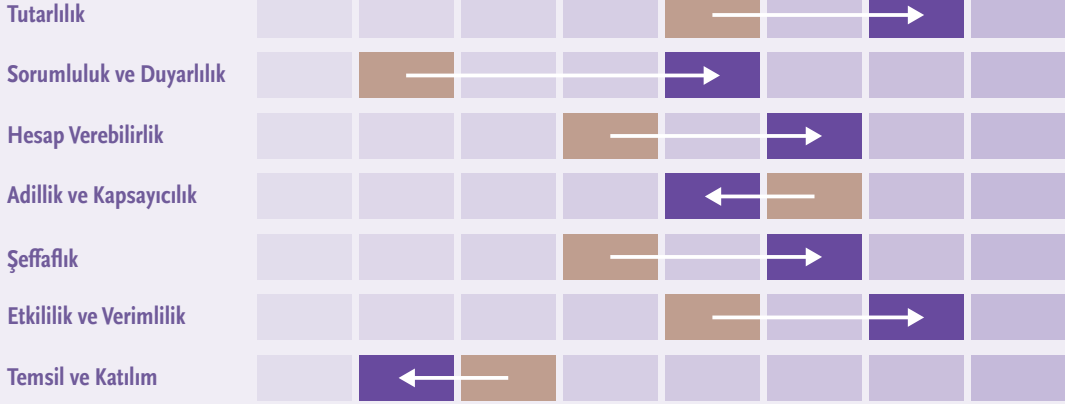 Tutarlılık
Sorumluluk ve Duyarlılık
Hesap Verebilirlik
Adillik ve Kapsayıcılık
Şeffaflık
Etkililik ve Verimlilik
Temsil ve Katılım